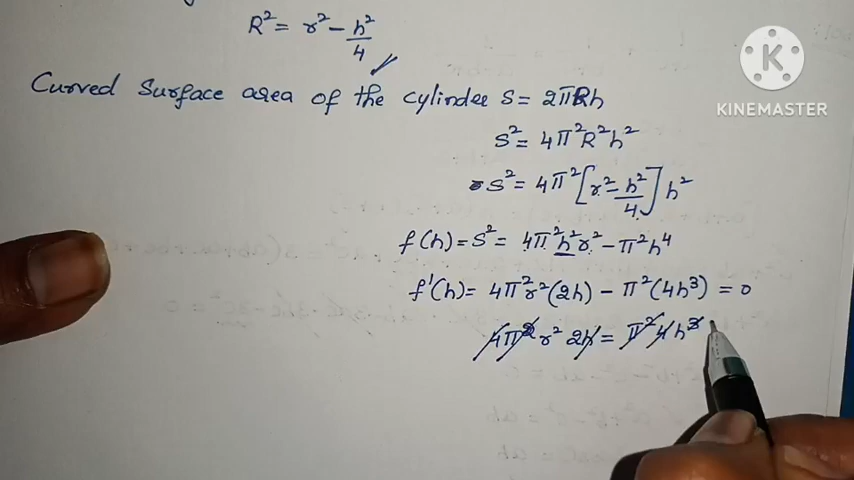 R² = r² - h²/4
KINEMASTER
Curved Surface area of the cylinder S = 2πRh
S² = 4π²R²h²
S² = 4π²[r² - h²/4]h²
f(h) = S² = 4π²h²r² - π²h⁴
f'(h) = 4π²r²(2h) - π²(4h³) = 0
4π²r² 2h = π² 4h³